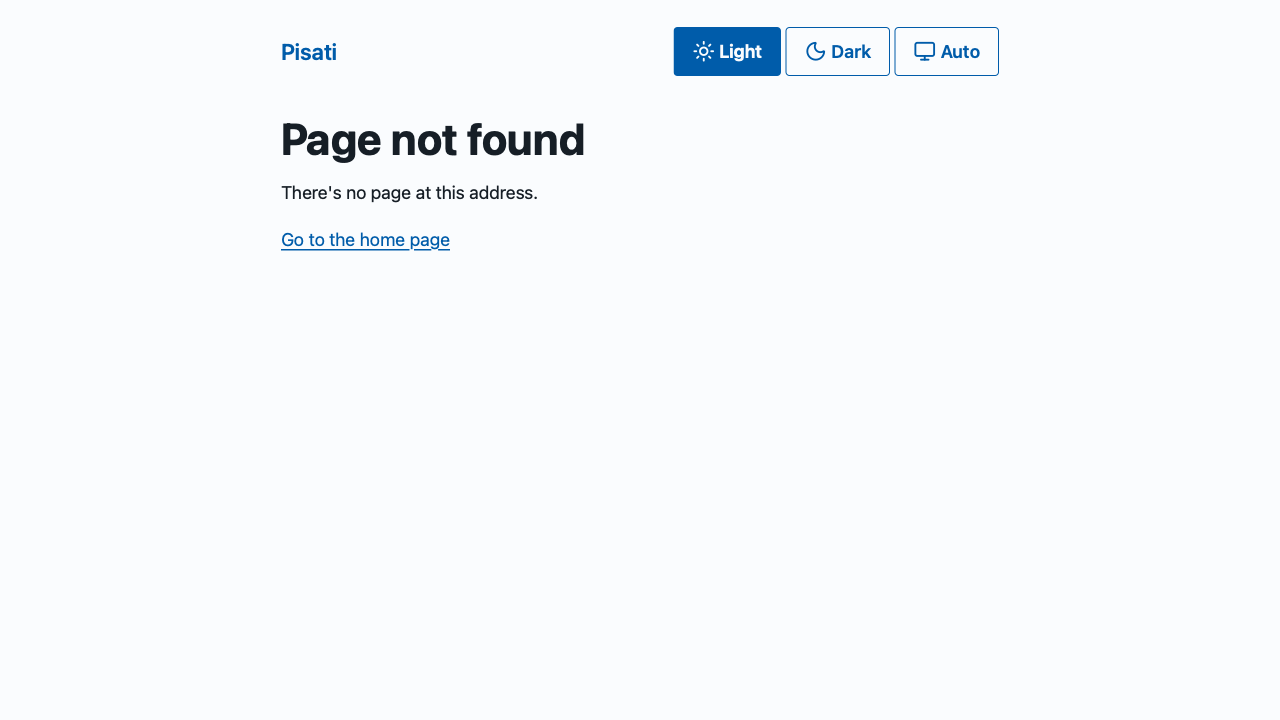 Pisati
Light
Dark
Auto
Page not found
There's no page at this address.
Go to the home page